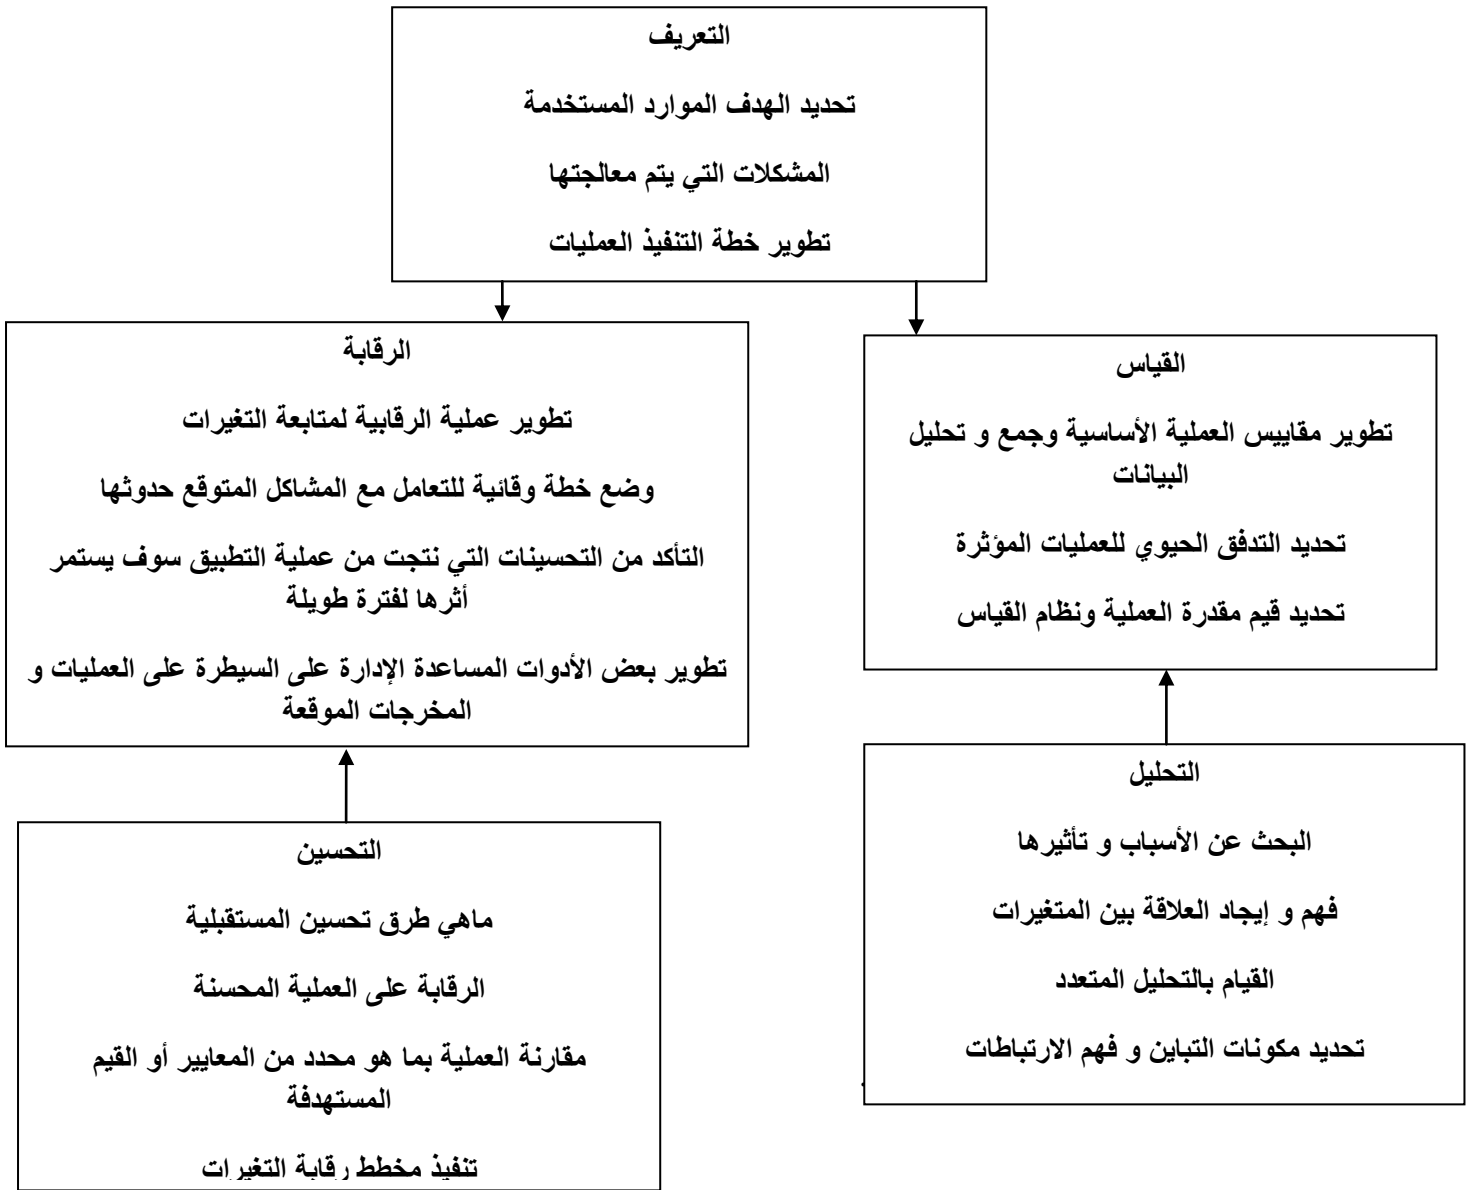 التعريف
تحديد الهدف الموارد المستخدمة
المشكلات التي يتم معالجتها
تطوير خطة التنفيذ العمليات
القياس
تطوير مقاييس العملية الأساسية وجمع و تحليل
البيانات
تحديد التدفق الحيوي للعمليات المؤثرة
تحديد قيم مقدرة العملية ونظام القياس
الرقابة
تطوير عملية الرقابية لمتابعة التغيرات
وضع خطة وقائية للتعامل مع المشاكل المتوقع حدوثها
التأكد من التحسينات التي نتجت من عملية التطبيق سوف يستمر
أثرها لفترة طويلة
تطوير بعض الأدوات المساعدة الإدارة على السيطرة على العمليات و
المخرجات الموقعة
التحليل
البحث عن الأسباب و تأثيرها
فهم و إيجاد العلاقة بين المتغيرات
القيام بالتحليل المتعدد
تحديد مكونات التباين و فهم الارتباطات
التحسين
ماهي طرق تحسين المستقبلية
الرقابة على العملية المحسنة
مقارنة العملية بما هو محدد من المعايير أو القيم
المستهدفة
تنفيذ مخطط رقابة التغيرات